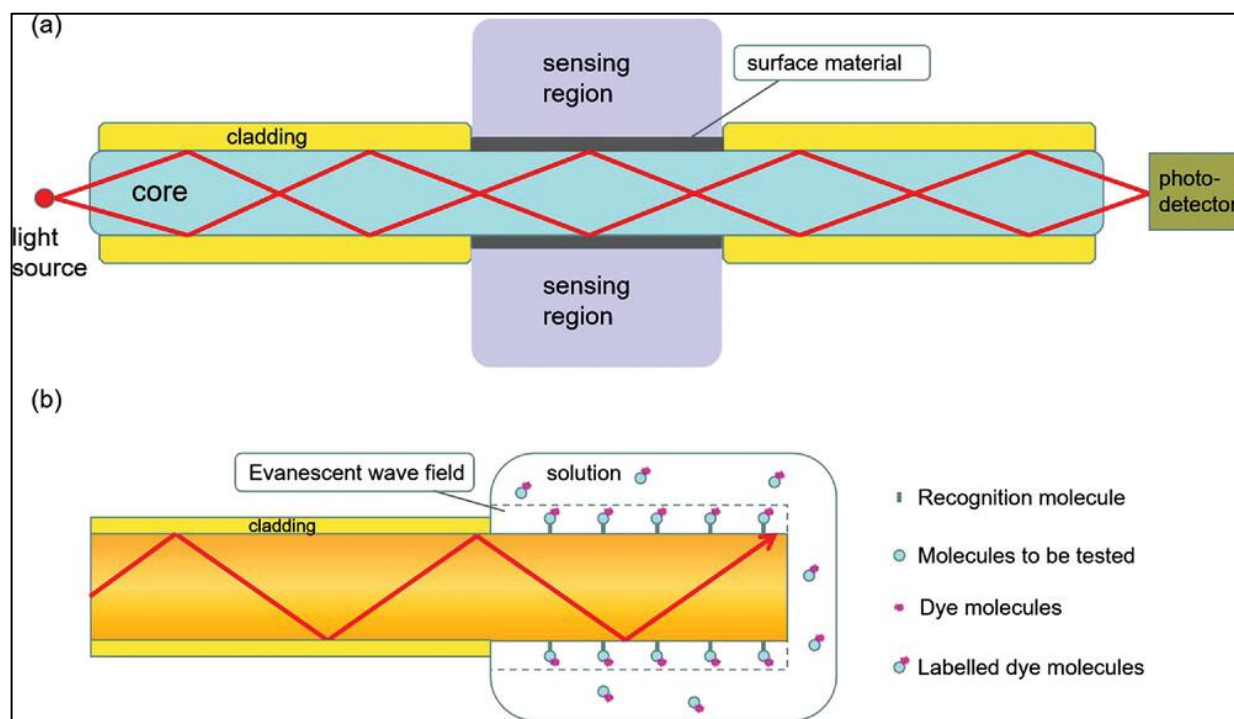 (a)
sensing
region
surface material
cladding
core
light
source
photo-
detector
sensing
region
(b)
Evanescent wave field
solution
cladding
Recognition molecule
Molecules to be tested
Dye molecules
Labelled dye molecules